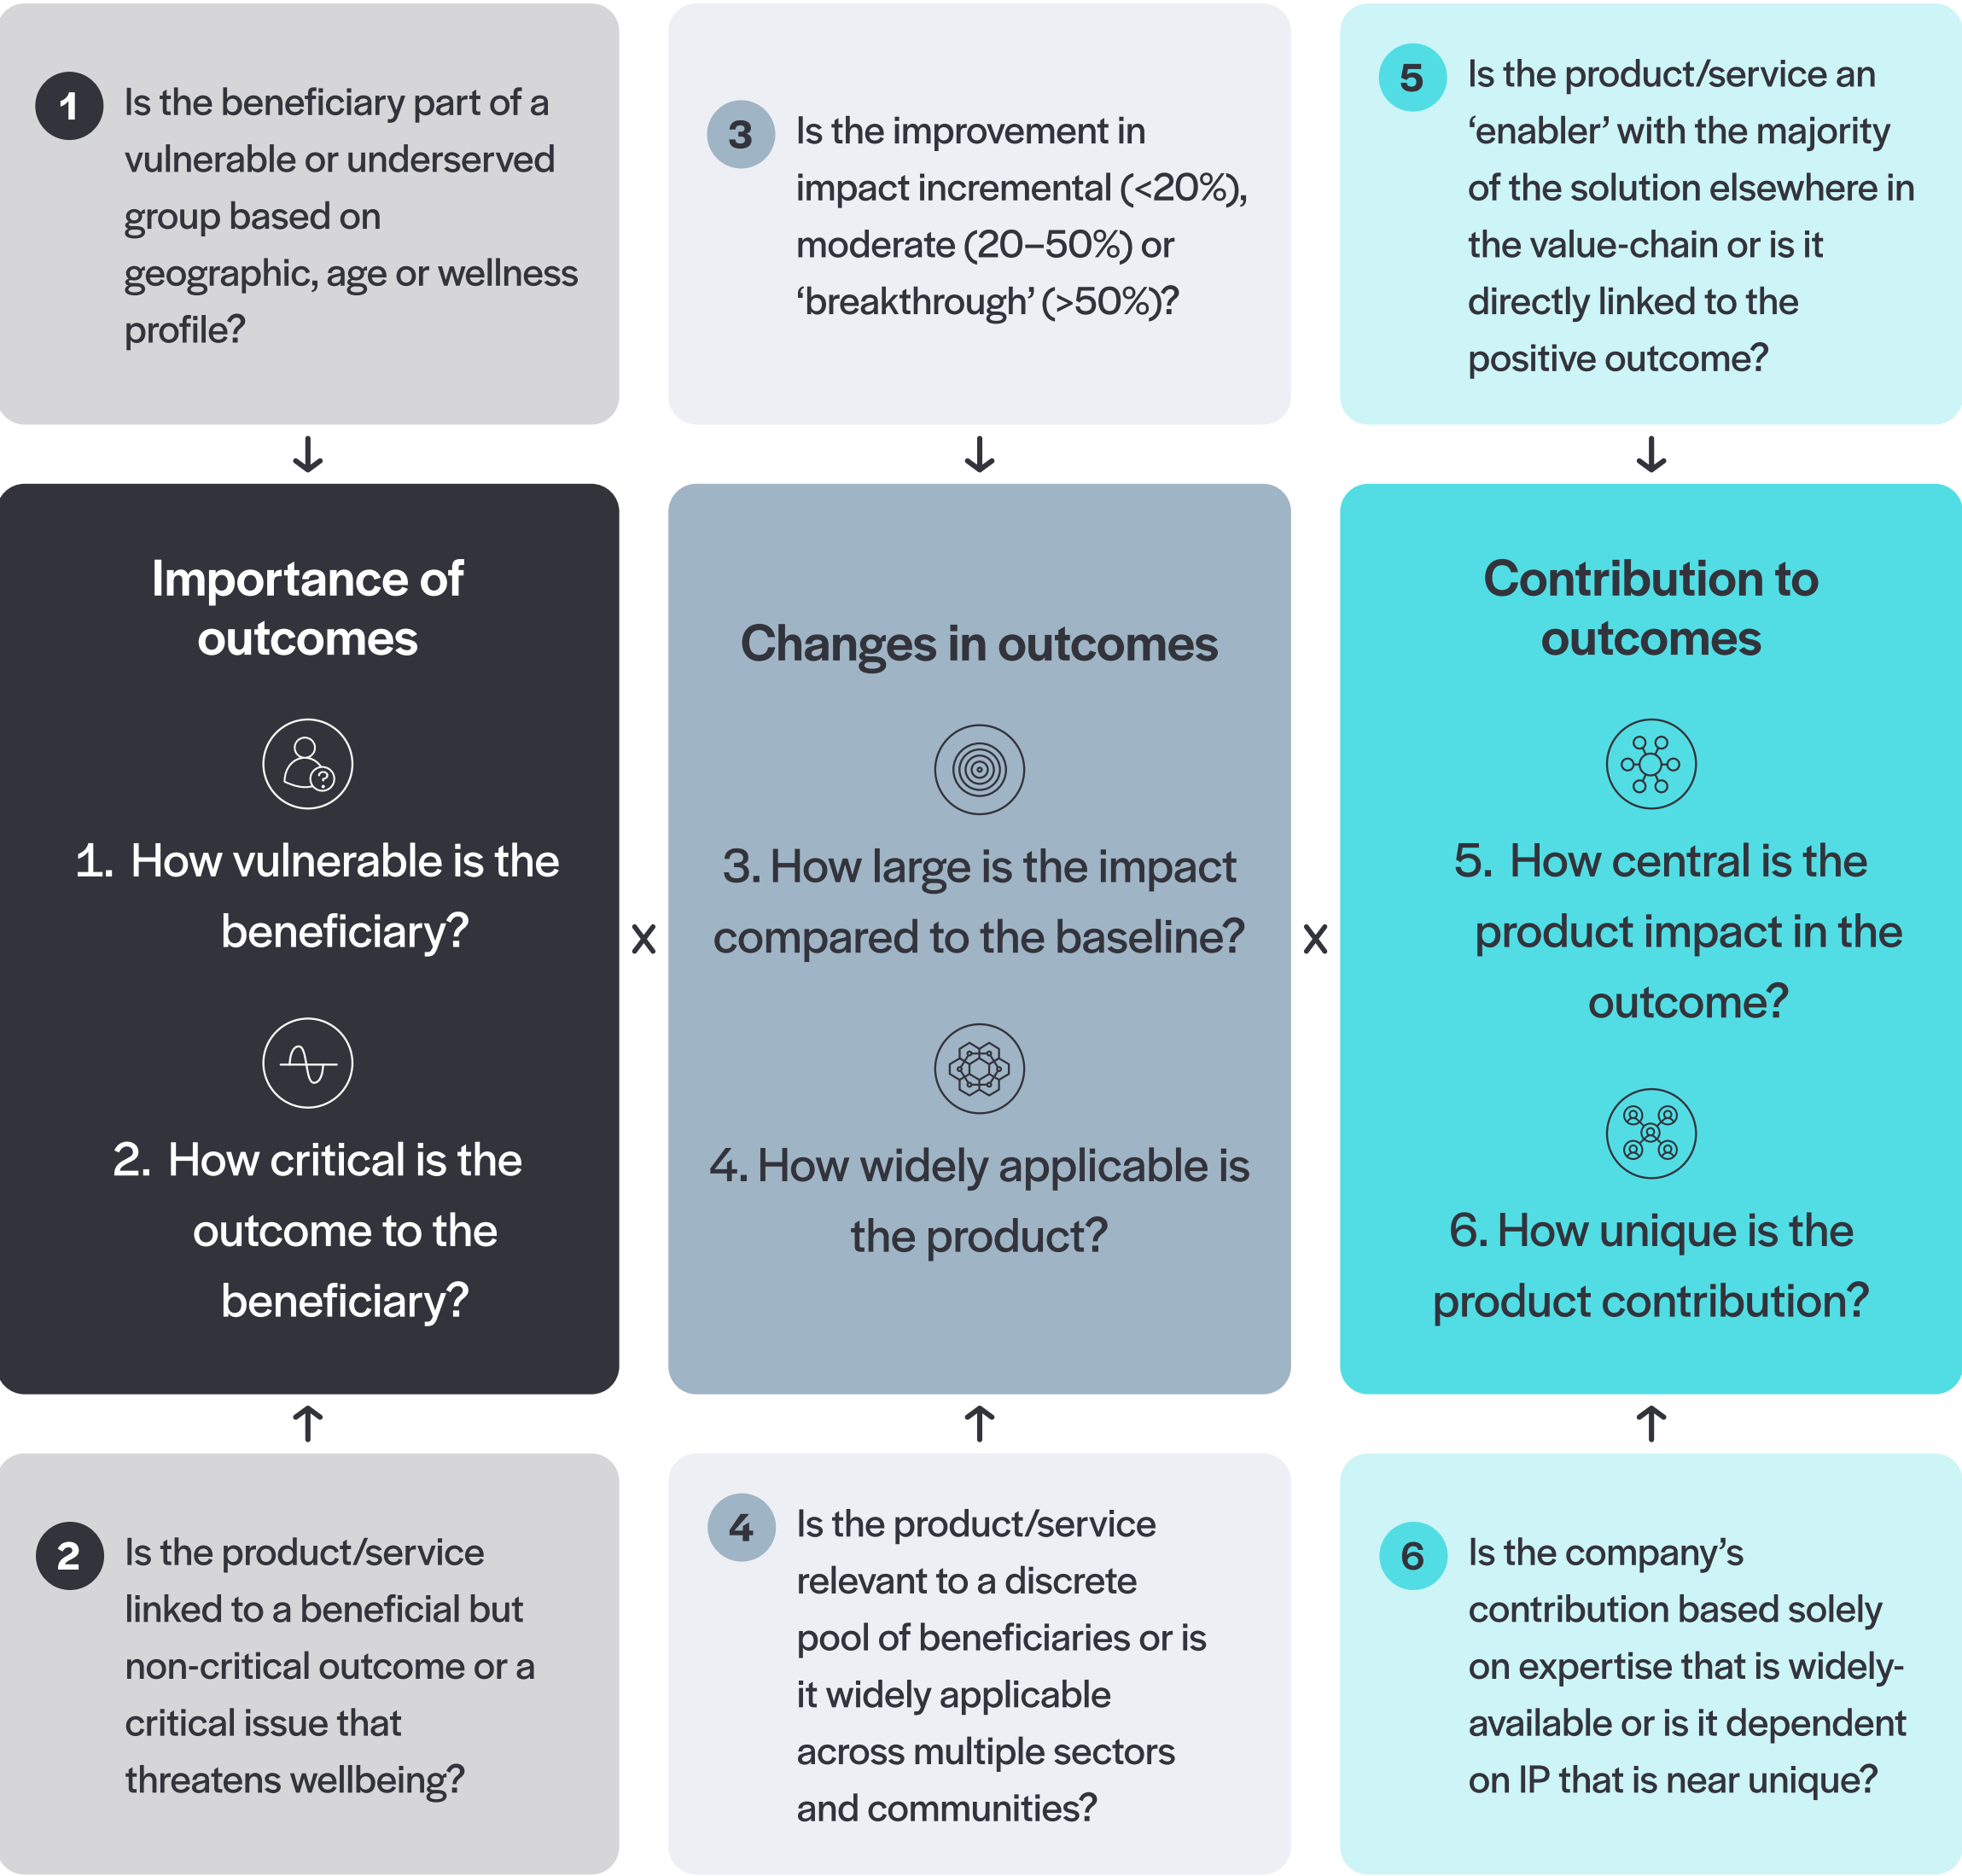 1
Is the beneficiary part of a
vulnerable or underserved
group based on
geographic, age or wellness
profile?
3
Is the improvement in
impact incremental (<20%),
moderate (20–50%) or
‘breakthrough’ (>50%)?
5
Is the product/service an
‘enabler’ with the majority
of the solution elsewhere in
the value-chain or is it
directly linked to the
positive outcome?
Importance of
outcomes
1. How vulnerable is the
beneficiary?
2. How critical is the
outcome to the
beneficiary?
x
Changes in outcomes
3. How large is the impact
compared to the baseline?
4. How widely applicable is
the product?
x
Contribution to
outcomes
5. How central is the
product impact in the
outcome?
6. How unique is the
product contribution?
2
Is the product/service
linked to a beneficial but
non-critical outcome or a
critical issue that
threatens wellbeing?
4
Is the product/service
relevant to a discrete
pool of beneficiaries or is
it widely applicable
across multiple sectors
and communities?
6
Is the company’s
contribution based solely
on expertise that is widely-
available or is it dependent
on IP that is near unique?